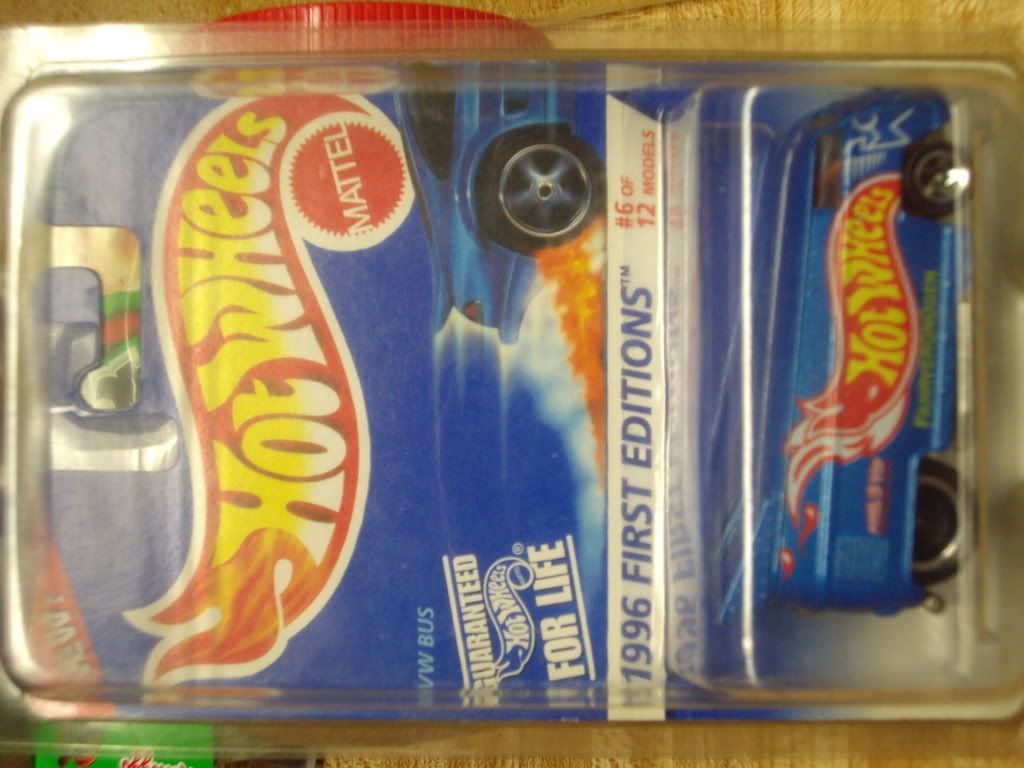 HOT WHEELS
MATTEL
VW BUS
GUARANTEED
HOT WHEELS®
FOR LIFE
1996 FIRST EDITIONS™
#6 OF
12 MODELS
HOT WHEELS